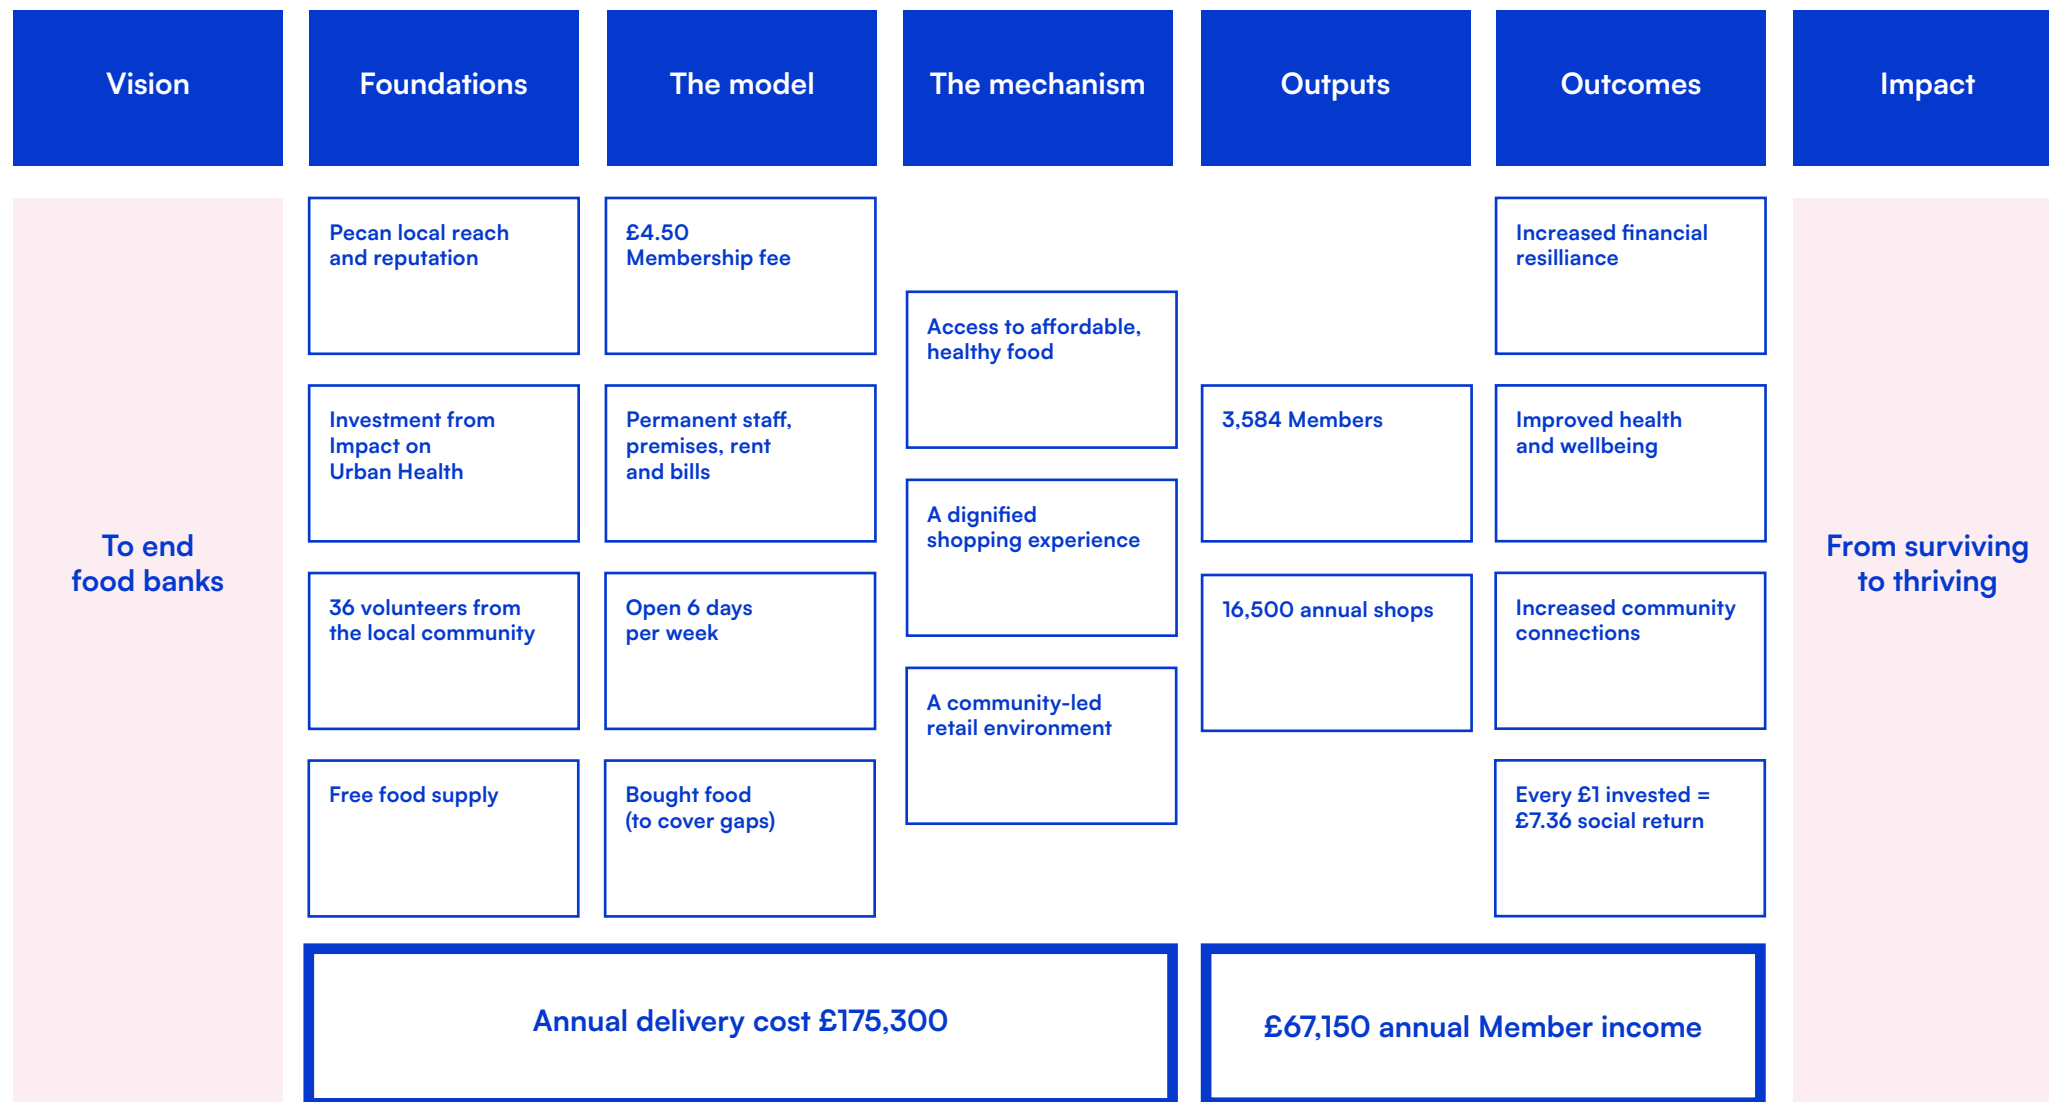 Vision
Foundations
The model
The mechanism
Outputs
Outcomes
Impact
To end
food banks
Pecan local reach
and reputation
Investment from
Impact on
Urban Health
36 volunteers from
the local community
Free food supply
£4.50
Membership fee
Permanent staff,
premises, rent
and bills
Open 6 days
per week
Bought food
(to cover gaps)
Access to affordable,
healthy food
A dignified
shopping experience
A community-led
retail environment
3,584 Members
16,500 annual shops
Increased financial
resilliance
Improved health
and wellbeing
Increased community
connections
Every £1 invested =
£7.36 social return
From surviving
to thriving
Annual delivery cost £175,300
£67,150 annual Member income